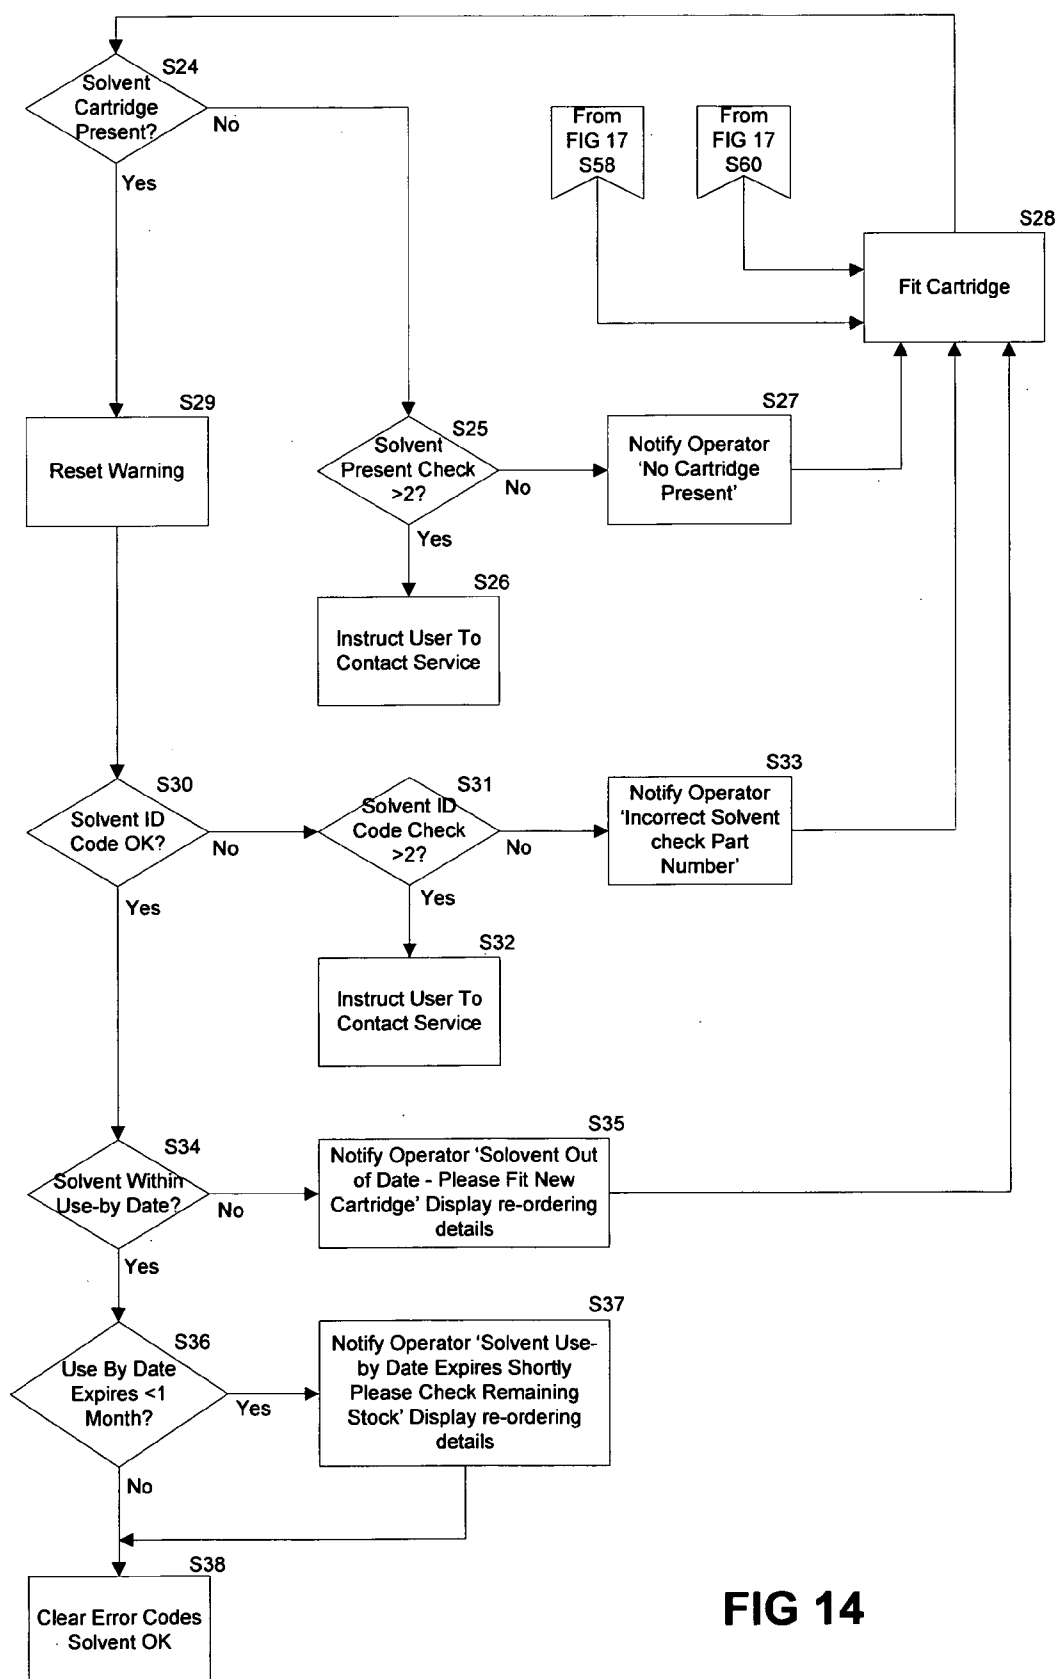 S24
Solvent
Cartridge
Present?
No
Yes
From
FIG 17
S58
From
FIG 17
S60
S28
Fit Cartridge
S29
Reset Warning
S25
Solvent
Present Check
>2?
No
Yes
S27
Notify Operator
‘No Cartridge
Present’
S26
Instruct User To
Contact Service
S30
Solvent ID
Code OK?
No
Yes
S31
Solvent ID
Code Check
>2?
No
Yes
S33
Notify Operator
‘Incorrect Solvent
check Part
Number’
S32
Instruct User To
Contact Service
S34
Solvent Within
Use-by Date?
No
Yes
S35
Notify Operator ‘Solovent Out
of Date - Please Fit New
Cartridge’ Display re-ordering
details
S36
Use By Date
Expires <1
Month?
Yes
No
S37
Notify Operator ‘Solvent Use-
by Date Expires Shortly
Please Check Remaining
Stock’ Display re-ordering
details
S38
Clear Error Codes
Solvent OK
FIG 14